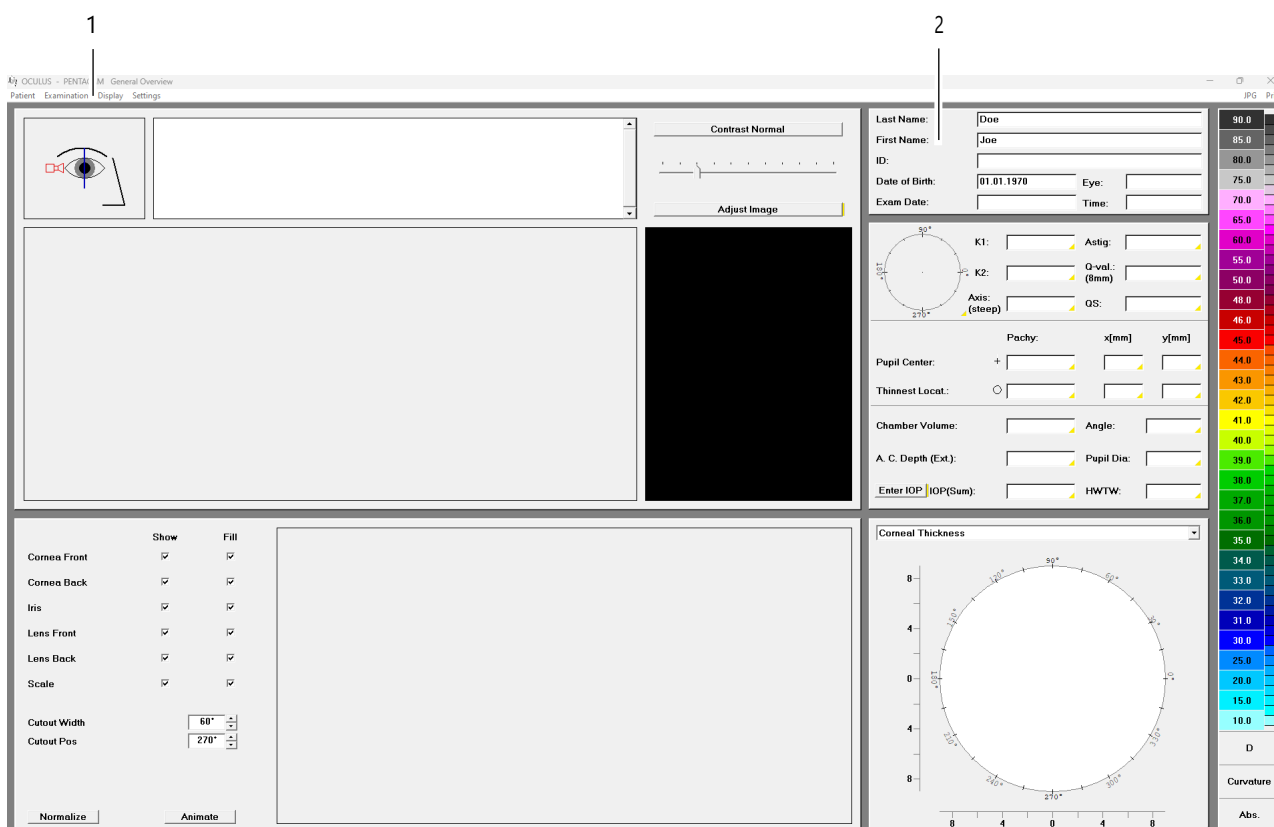 1
2
OCULUS - PENTACAM General Overview
Patient Examination Display Settings
JPG Pr
Contrast Normal
Adjust Image
Last Name: Doe
First Name: Joe
ID:
Date of Birth: 01.01.1970 Eye:
Exam Date: Time:
90°
180°
0°
270°
K1: Astig:
K2: Q-val.:
(8mm)
Axis:
(steep) QS:
Pachy: x[mm] y[mm]
Pupil Center: +
Thinnest Locat.:
Chamber Volume: Angle:
A. C. Depth (Ext.): Pupil Dia:
Enter IOP IOP(Sum): HWTW:
Show Fill
Cornea Front
Cornea Back
Iris
Lens Front
Lens Back
Scale
Cutout Width 60°
Cutout Pos 270°
Normalize Animate
Corneal Thickness
90°
120° 60°
150° 30°
180° 0°
210° 330°
240° 300°
270°
8
4
0
4
8
8 4 0 4 8
90.0
85.0
80.0
75.0
70.0
65.0
60.0
55.0
50.0
48.0
46.0
45.0
44.0
43.0
42.0
41.0
40.0
39.0
38.0
37.0
36.0
35.0
34.0
33.0
32.0
31.0
30.0
25.0
20.0
15.0
10.0
D
Curvature
Abs.